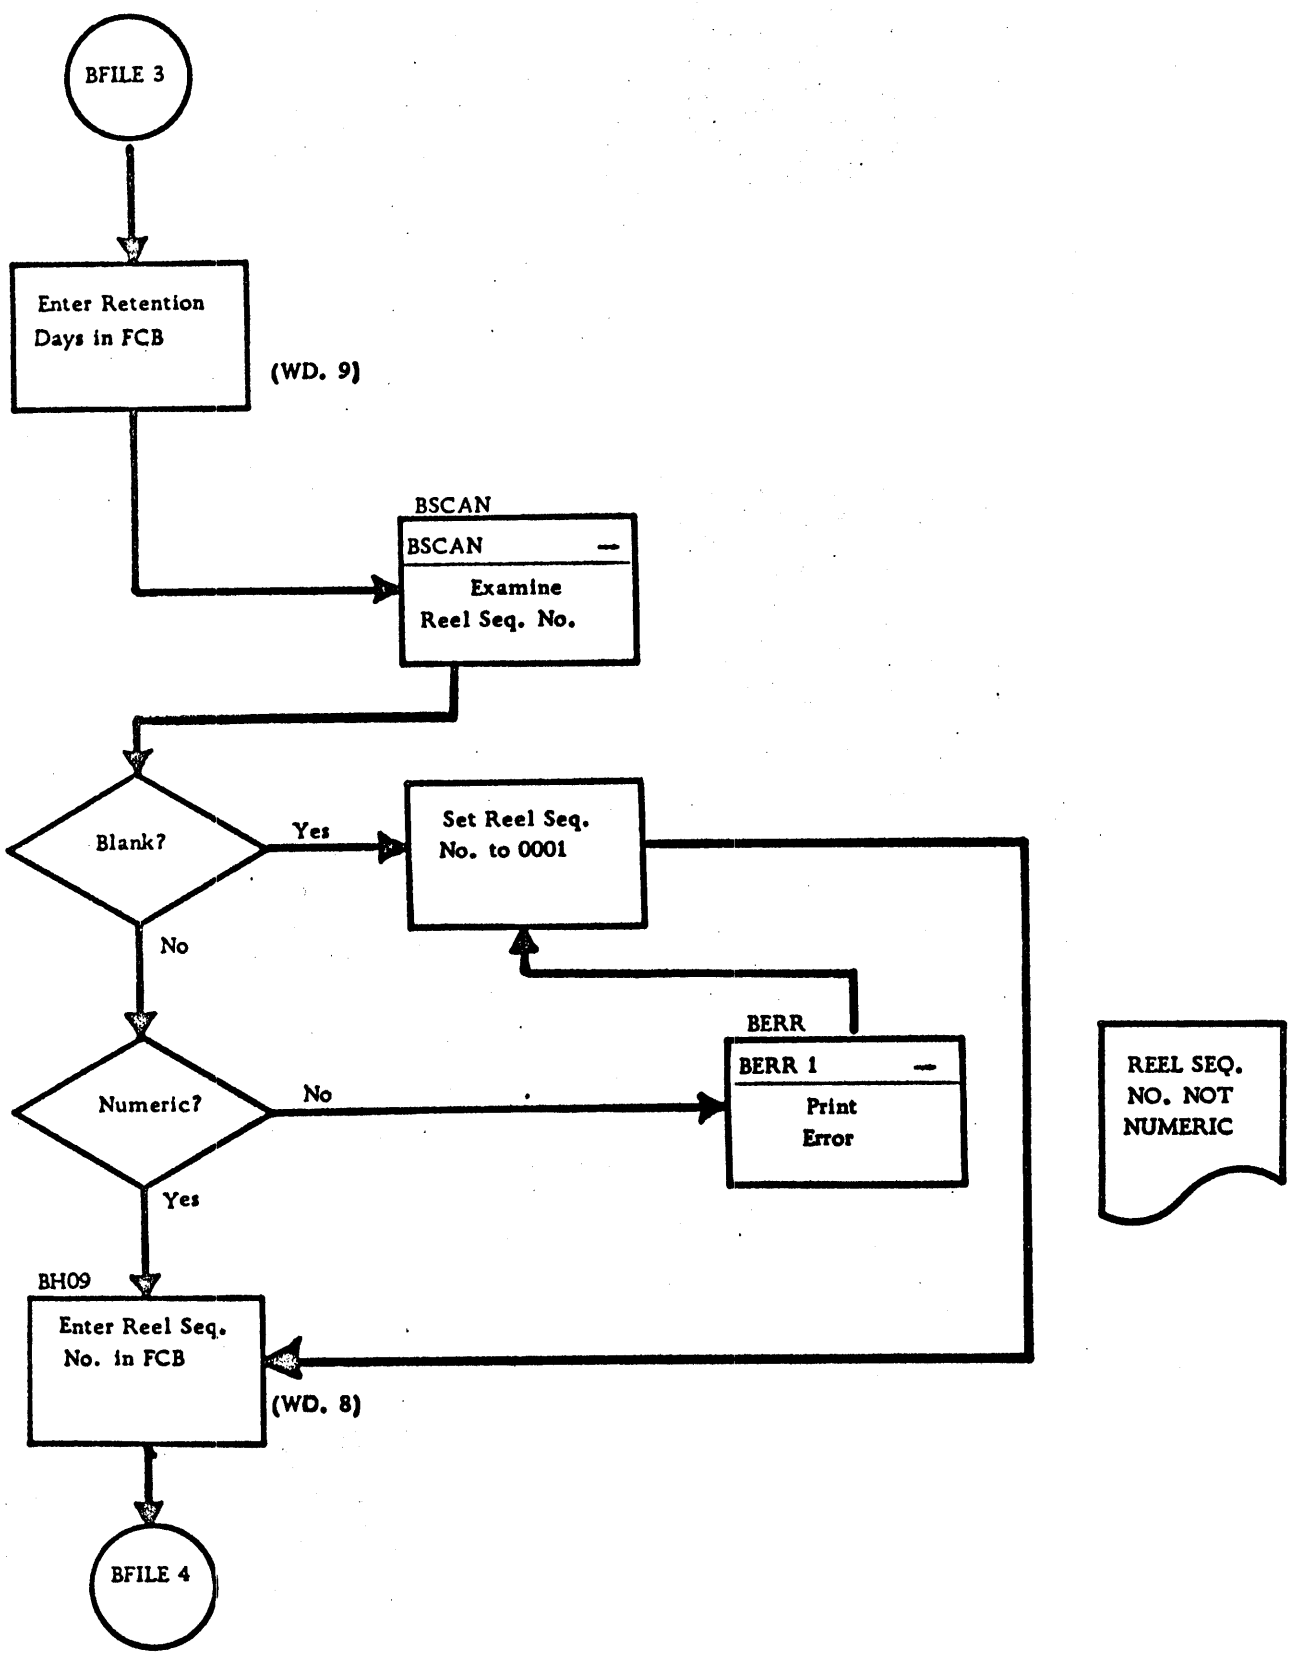 BFILE 3
Enter Retention
Days in FCB
(WD. 9)
BSCAN
BSCAN —
Examine
Reel Seq. No.
Blank?
Yes
Set Reel Seq.
No. to 0001
No
BERR
BERR 1 —
Print
Error
REEL SEQ.
NO. NOT
NUMERIC
Numeric?
No
Yes
BH09
Enter Reel Seq.
No. in FCB
(WD. 8)
BFILE 4